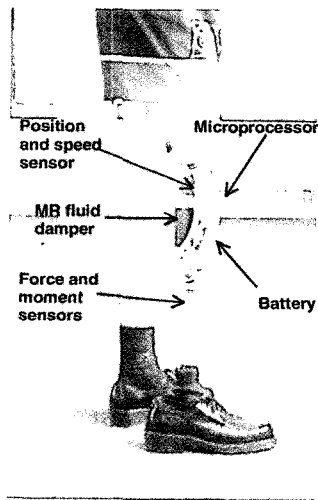 Position
and speed
sensor
Microprocessor
MR fluid
damper
Force and
moment
sensors
Battery